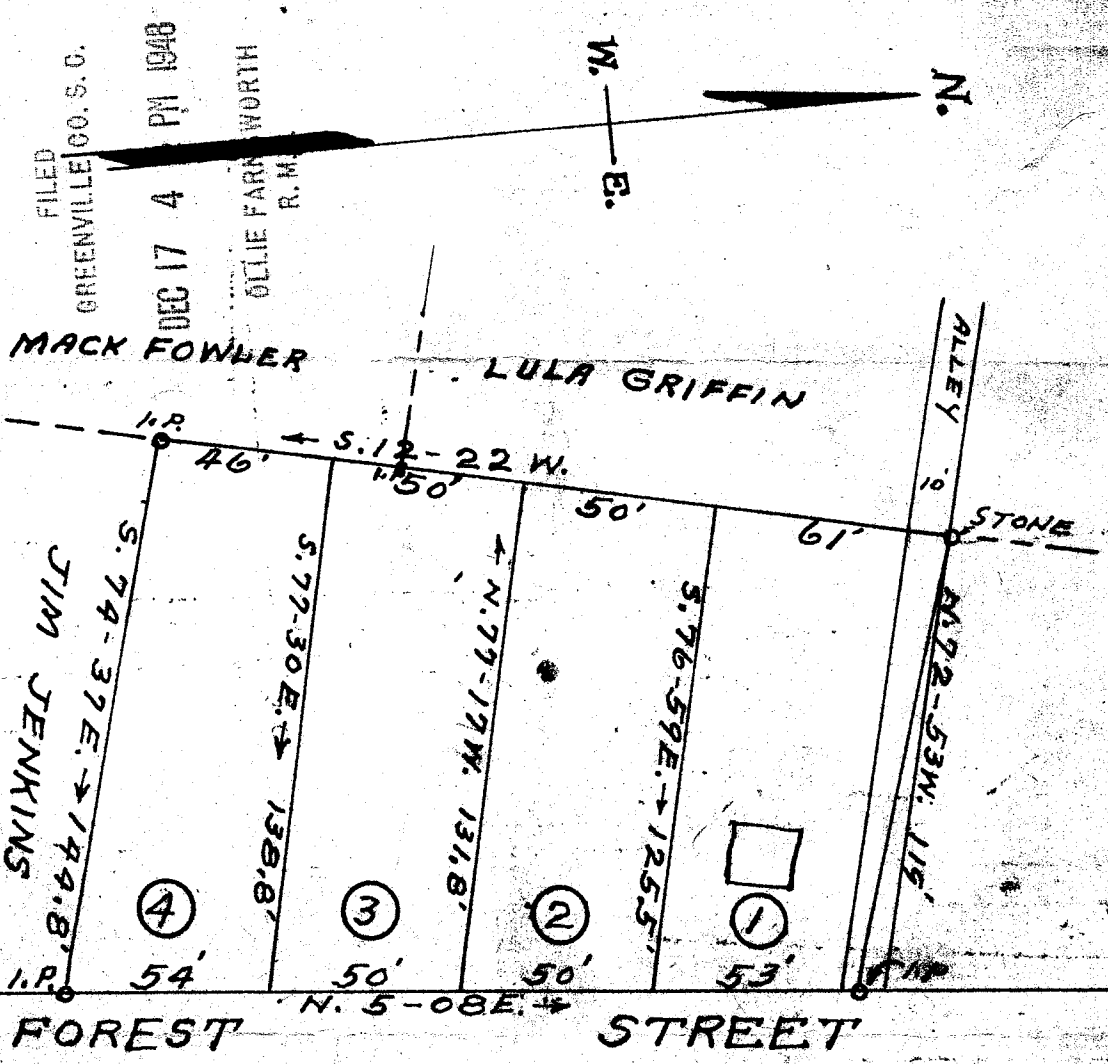 FILED
GREENVILLE CO. S. C.
DEC 17 4 PM 1948
OLLIE FARNSWORTH
R. M.
N.
W.
E.
MACK FOWLER
LULA GRIFFIN
ALLEY
10'
I.P.
← S. 12-22 W.
46'
I.P.
50'
50'
61'
STONE
JIM JENKINS
S. 74-37 E. → 144.8'
S. 77-30 E. → 138.8'
← N. 77-17 W. 131.8'
S. 76-59 E. → 125.5'
N. 72-53 W. 115'
4
3
2
1
I.P.
54'
50'
50'
53'
I.P.
N. 5-08 E. →
FOREST STREET